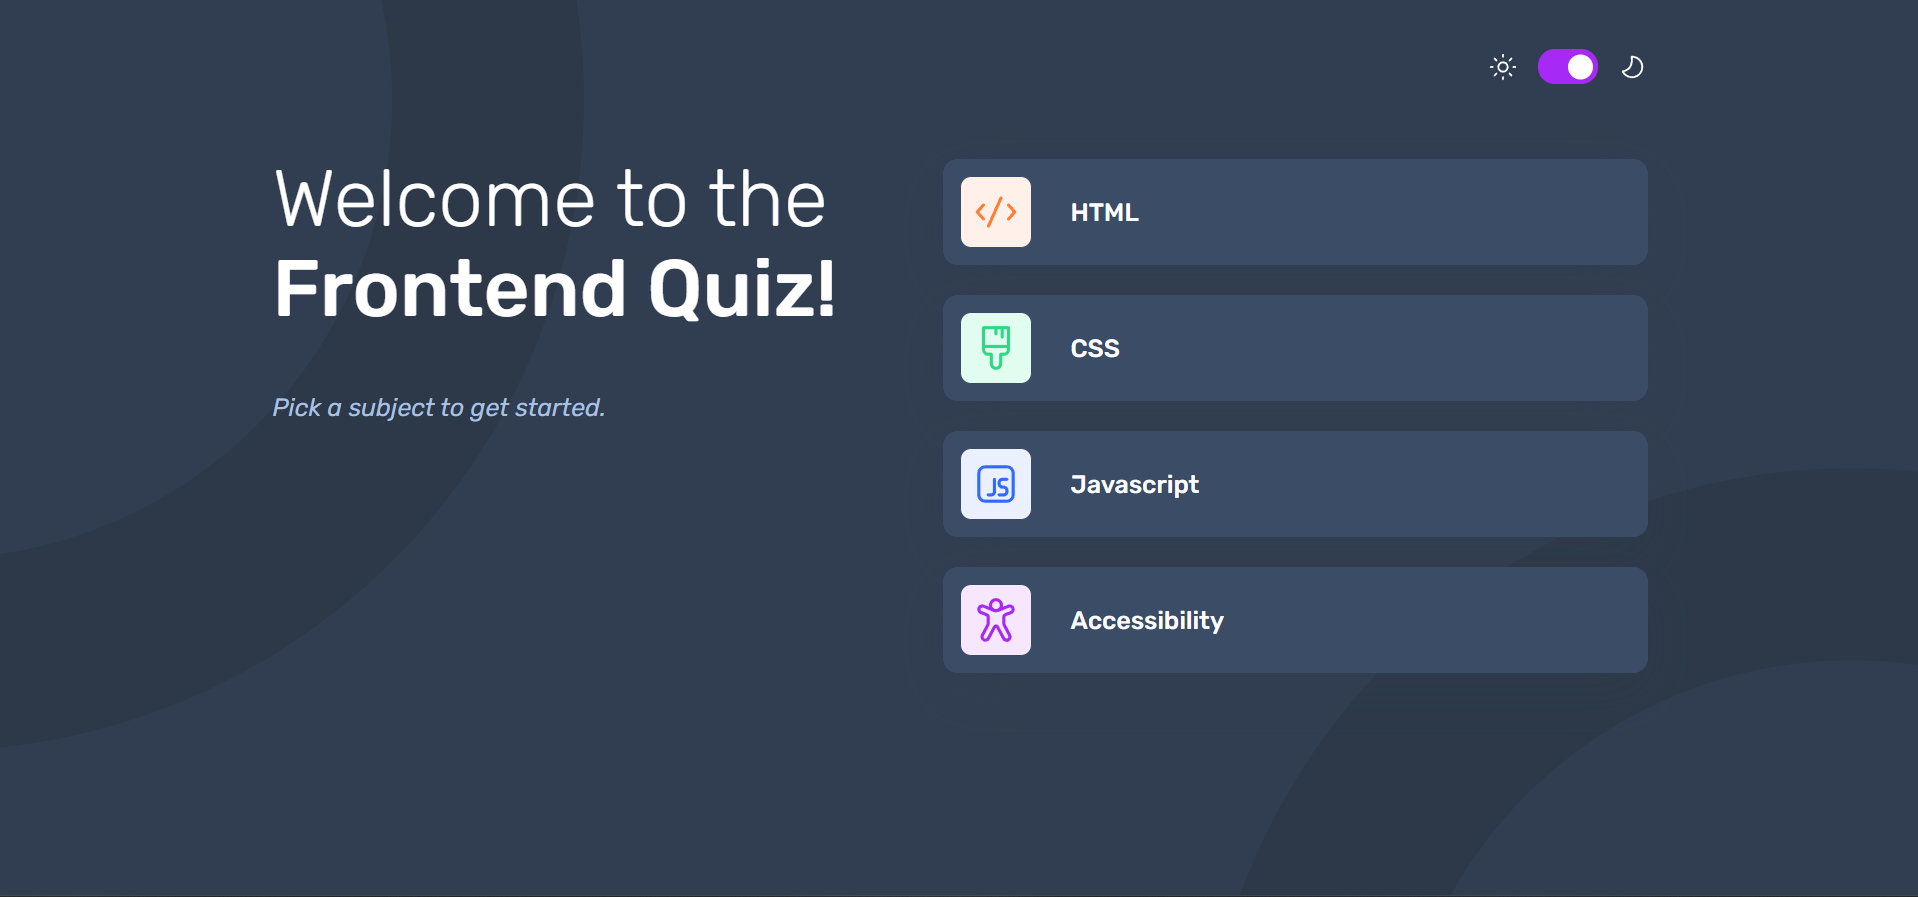 Welcome to the
Frontend Quiz!
Pick a subject to get started.
HTML
CSS
JS
Javascript
Accessibility